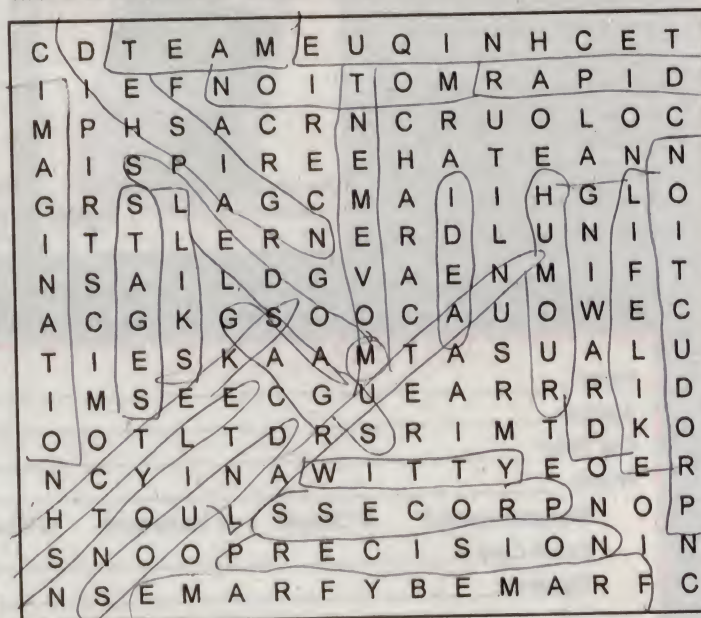 C D T E A M E U Q I N H C E T
I I E F N O I T O M R A P I D
M P H S A C R N C R U O L O C
A I S P I R E E H A T E A N N
G R S L A G C M A I I H G L O
I T T L E R N E R D L U N I I
N S A I L D G V A E N M I F T
A C G K G S O O C A U O W E C
T I E S K A A M T A S U A L U
I M S E E C G U E A R R R I D
O O T L T D R S R I M T D K O
N C Y I N A W I T T Y E O E R
H T O U L S S E C O R P N O P
S N O O P R E C I S I O N I N
N S E M A R F Y B E M A R F C